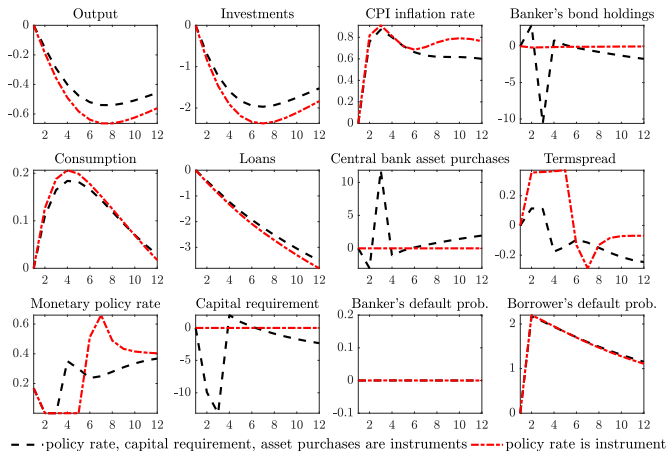 Output Investments CPI inflation rate Banker's bond holdings
0 0 0.8 0
-0.2 -1 0.6 -5
-0.4 0.4
-0.6 -2 0.2 -10
0
2 4 6 8 10 12 2 4 6 8 10 12 2 4 6 8 10 12 2 4 6 8 10 12
Consumption Loans Central bank asset purchases Termspread
0.2 0 10 0.2
-1 5 0
0.1 -2
-3 0 -0.2
0
2 4 6 8 10 12 2 4 6 8 10 12 2 4 6 8 10 12 2 4 6 8 10 12
Monetary policy rate Capital requirement Banker's default prob. Borrower's default prob.
0.6 0 0.2 2
0.4 -5 0.1 1
0.2 -10 0
-0.1 0
2 4 6 8 10 12 2 4 6 8 10 12 2 4 6 8 10 12 2 4 6 8 10 12
policy rate, capital requirement, asset purchases are instruments policy rate is instrument